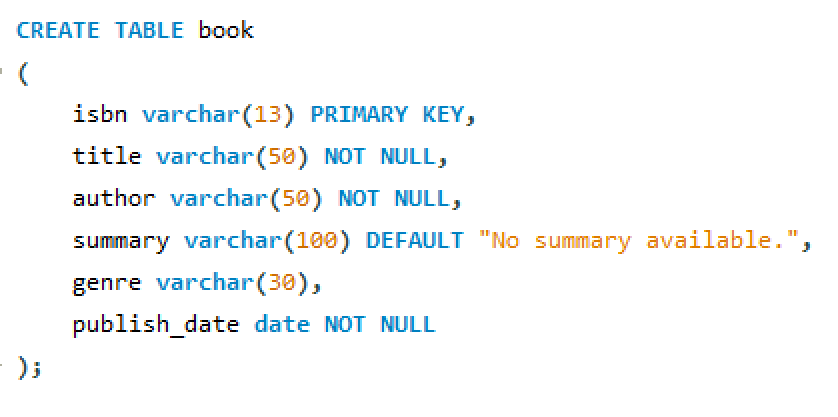 CREATE TABLE book
(
    isbn varchar(13) PRIMARY KEY,
    title varchar(50) NOT NULL,
    author varchar(50) NOT NULL,
    summary varchar(100) DEFAULT "No summary available.",
    genre varchar(30),
    publish_date date NOT NULL
);